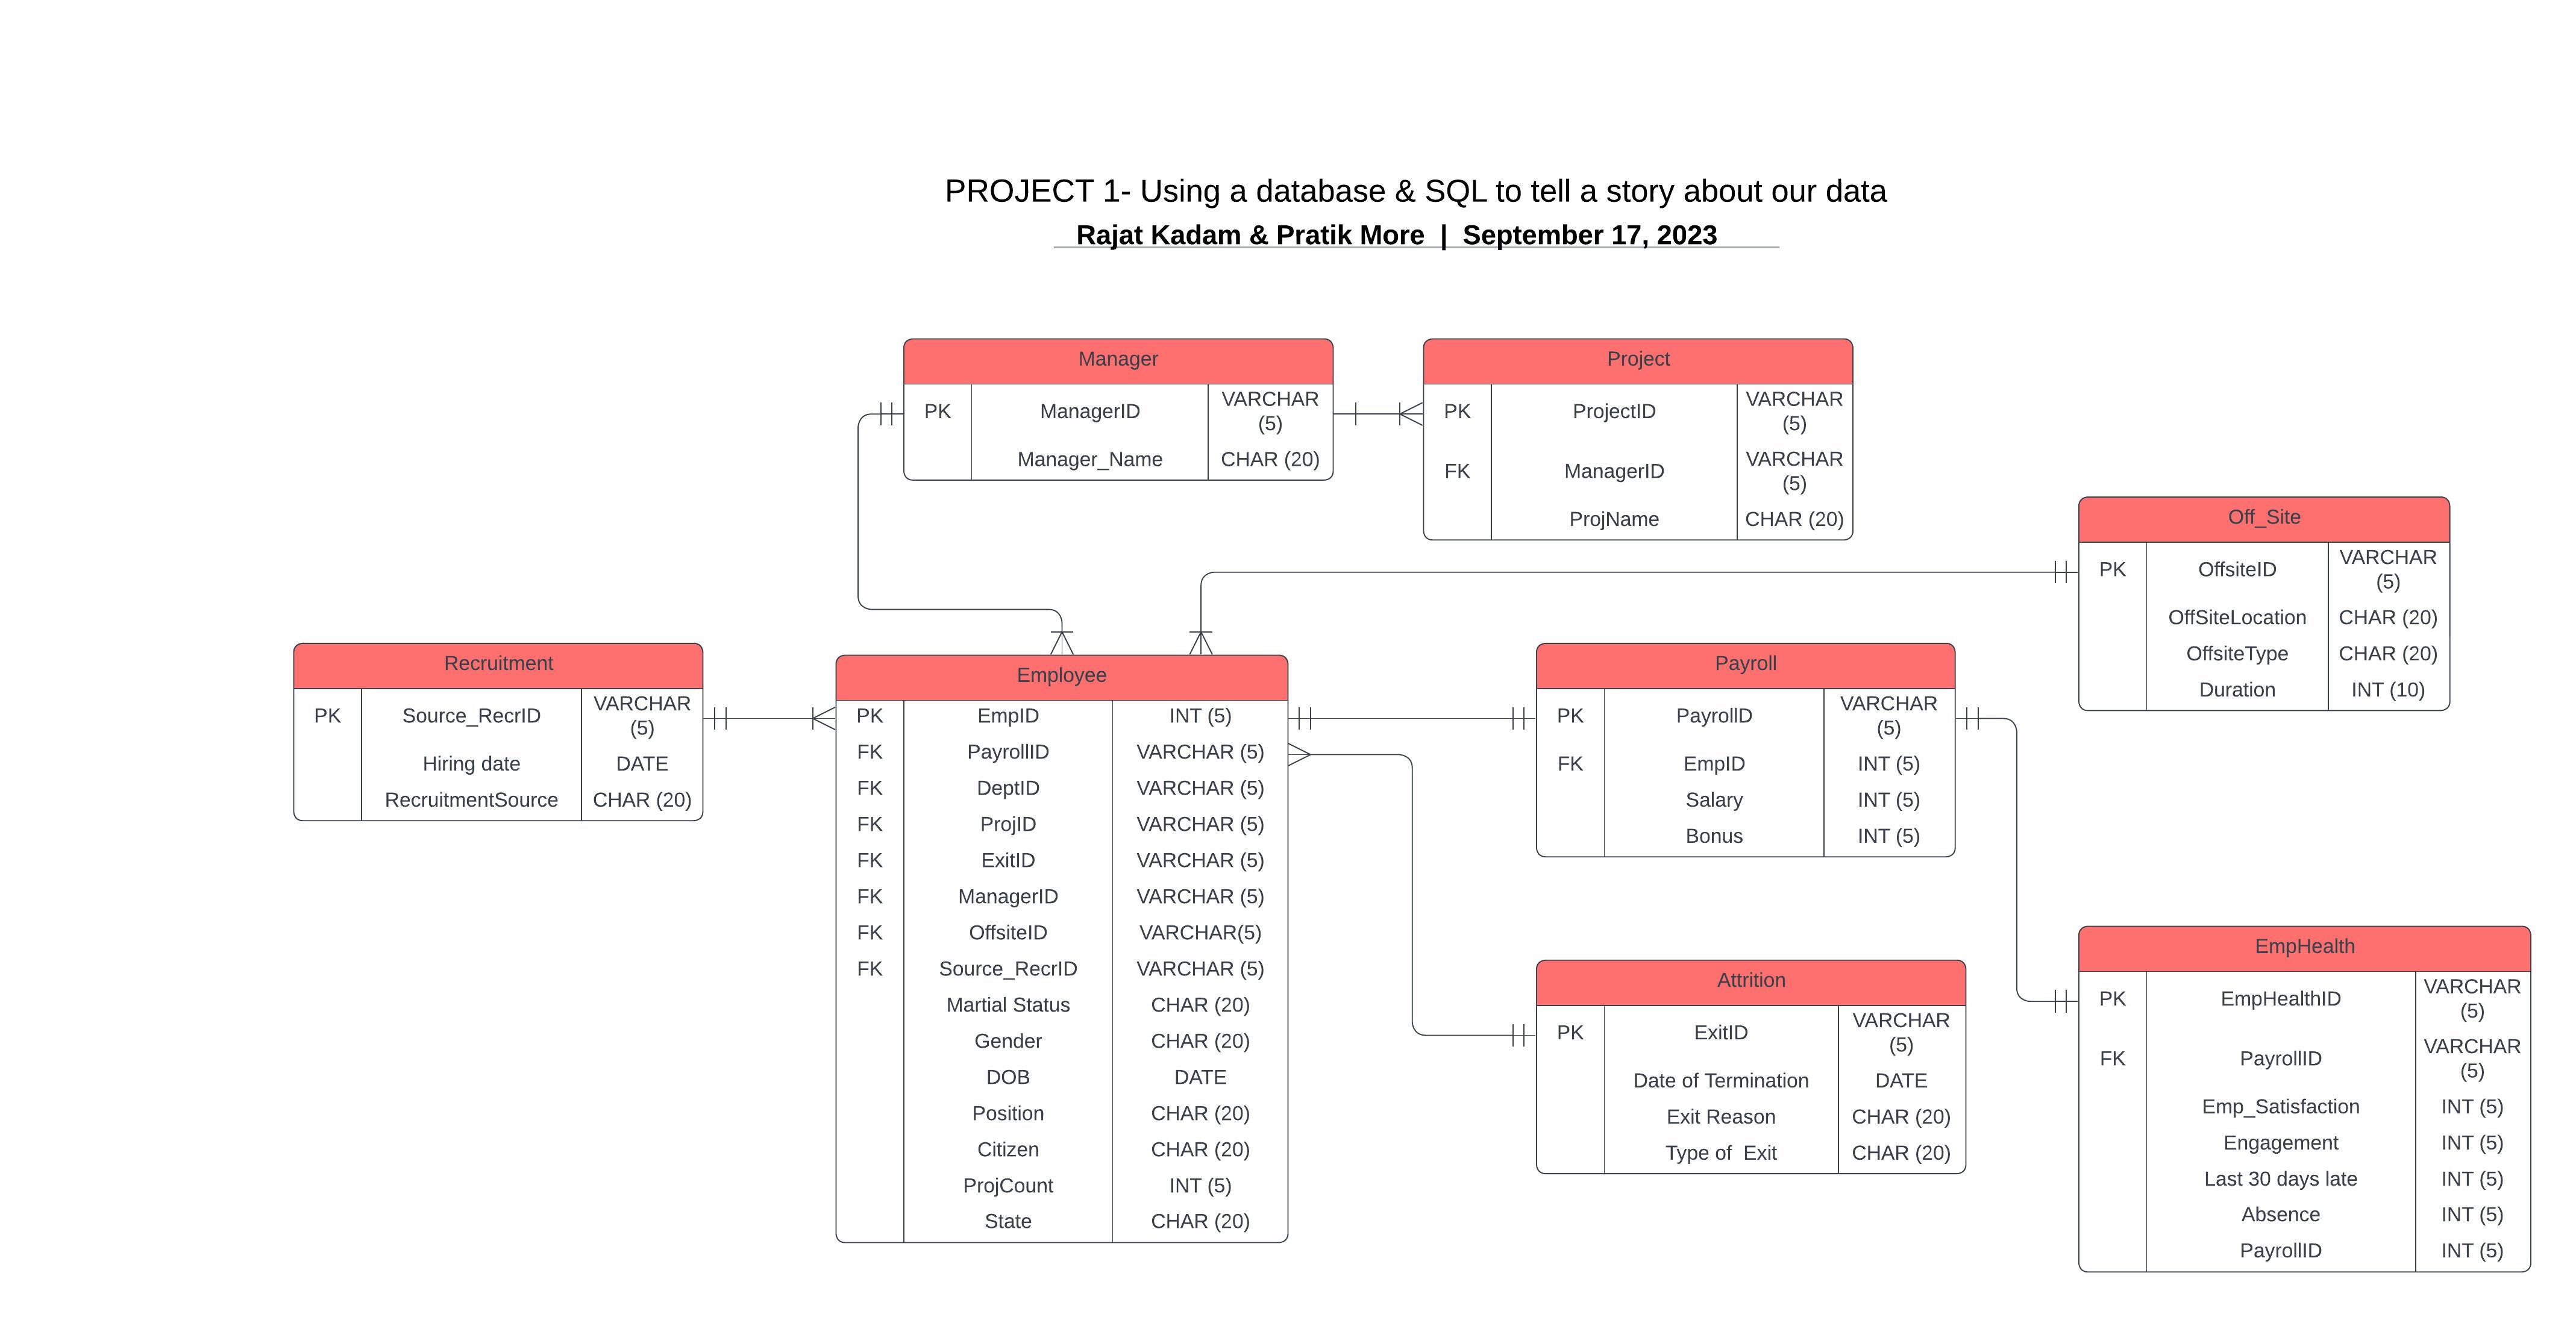 PROJECT 1- Using a database & SQL to tell a story about our data
Rajat Kadam & Pratik More | September 17, 2023
Manager
PK ManagerID VARCHAR
(5)
Manager_Name CHAR (20)
Project
PK ProjectID VARCHAR
(5)
FK ManagerID VARCHAR
(5)
ProjName CHAR (20)
Off_Site
PK OffsiteID VARCHAR
(5)
OffSiteLocation CHAR (20)
OffsiteType CHAR (20)
Duration INT (10)
Recruitment
PK Source_RecrID VARCHAR
(5)
Hiring date DATE
RecruitmentSource CHAR (20)
Employee
PK EmpID INT (5)
FK PayrollID VARCHAR (5)
FK DeptID VARCHAR (5)
FK ProjID VARCHAR (5)
FK ExitID VARCHAR (5)
FK ManagerID VARCHAR (5)
FK OffsiteID VARCHAR(5)
FK Source_RecrID VARCHAR (5)
Martial Status CHAR (20)
Gender CHAR (20)
DOB DATE
Position CHAR (20)
Citizen CHAR (20)
ProjCount INT (5)
State CHAR (20)
Payroll
PK PayrollID VARCHAR
(5)
FK EmpID INT (5)
Salary INT (5)
Bonus INT (5)
Attrition
PK ExitID VARCHAR
(5)
Date of Termination DATE
Exit Reason CHAR (20)
Type of Exit CHAR (20)
EmpHealth
PK EmpHealthID VARCHAR
(5)
FK PayrollID VARCHAR
(5)
Emp_Satisfaction INT (5)
Engagement INT (5)
Last 30 days late INT (5)
Absence INT (5)
PayrollID INT (5)